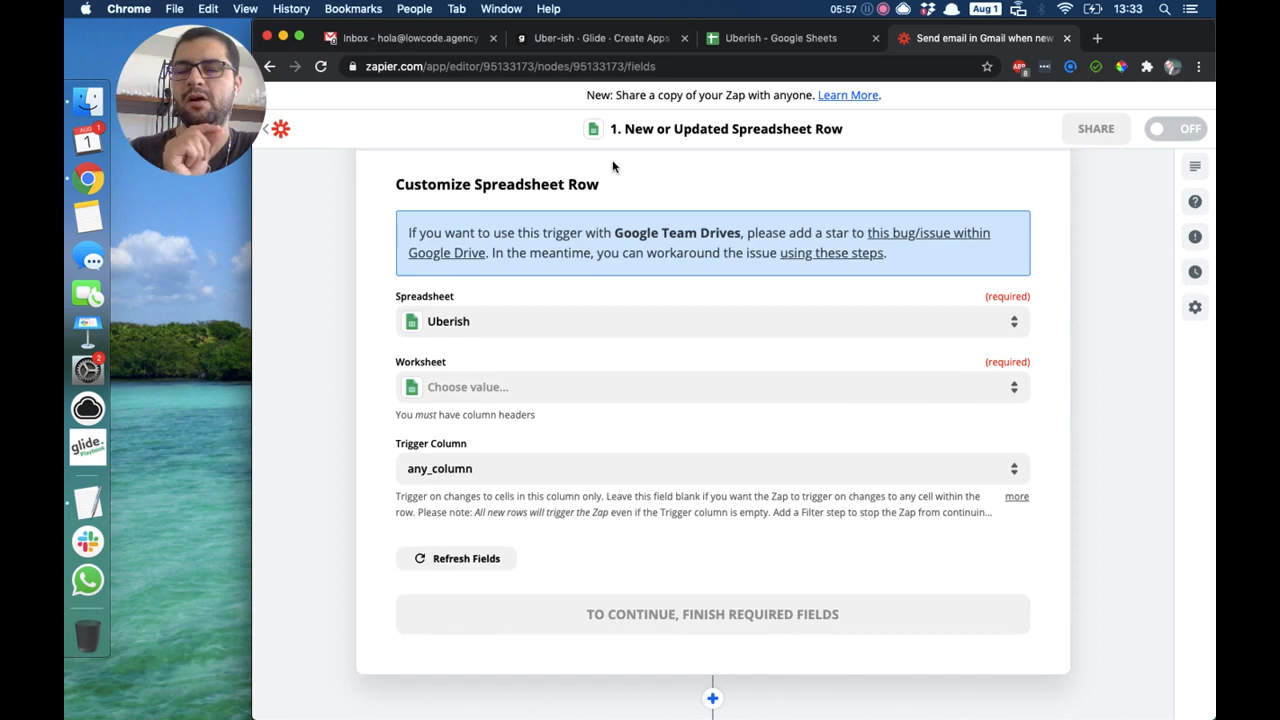 Chrome File Edit View History Bookmarks People Tab Window Help 05:57 Aug 1 13:33
Inbox - hola@lowcode.agency
Uber-ish · Glide · Create Apps
Uberish - Google Sheets
Send email in Gmail when new
zapier.com/app/editor/95133173/nodes/95133173/fields
8
New: Share a copy of your Zap with anyone. Learn More.
1. New or Updated Spreadsheet Row
SHARE
OFF
Customize Spreadsheet Row
If you want to use this trigger with Google Team Drives, please add a star to this bug/issue within
Google Drive. In the meantime, you can workaround the issue using these steps.
Spreadsheet (required)
Uberish
Worksheet (required)
Choose value...
You must have column headers
Trigger Column
any_column
Trigger on changes to cells in this column only. Leave this field blank if you want the Zap to trigger on changes to any cell within the more
row. Please note: All new rows will trigger the Zap even if the Trigger column is empty. Add a Filter step to stop the Zap from continuin...
Refresh Fields
TO CONTINUE, FINISH REQUIRED FIELDS
AUG 1
1
2
glide
Playbook